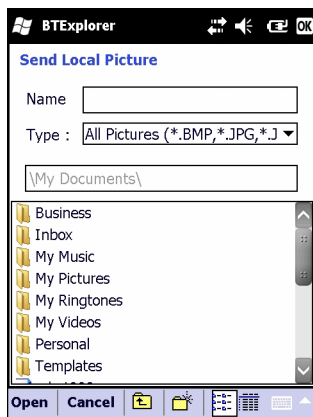 BTExplorer OK
Send Local Picture
Name
Type : All Pictures (*.BMP,*.JPG,*.J
\My Documents\
Business
Inbox
My Music
My Pictures
My Ringtones
My Videos
Personal
Templates
Open Cancel